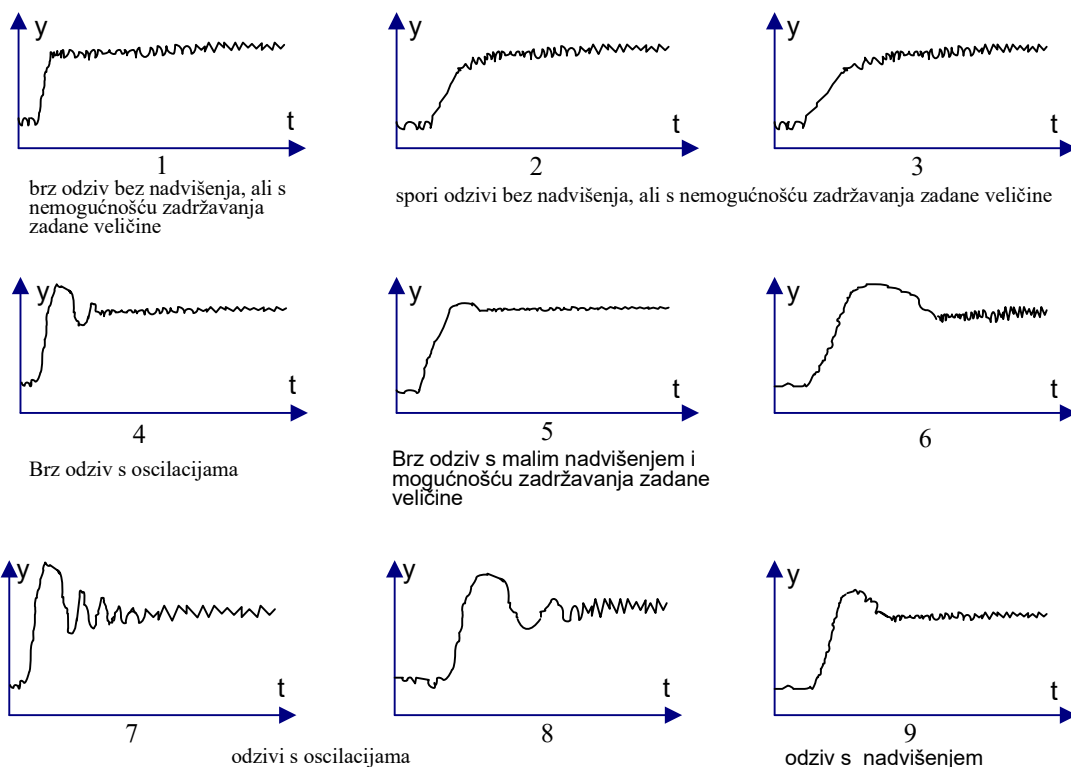 y
y
y
t
t
t
1
2
3
brz odziv bez nadvišenja, ali s
nemogućnošću zadržavanja
zadane veličine
spori odzivi bez nadvišenja, ali s nemogućnošću zadržavanja zadane veličine
y
y
y
t
t
t
4
5
6
Brz odziv s oscilacijama
Brz odziv s malim nadvišenjem i
mogućnošću zadržavanja zadane
veličine
y
y
y
t
t
t
7
8
9
odzivi s oscilacijama
odziv s nadvišenjem